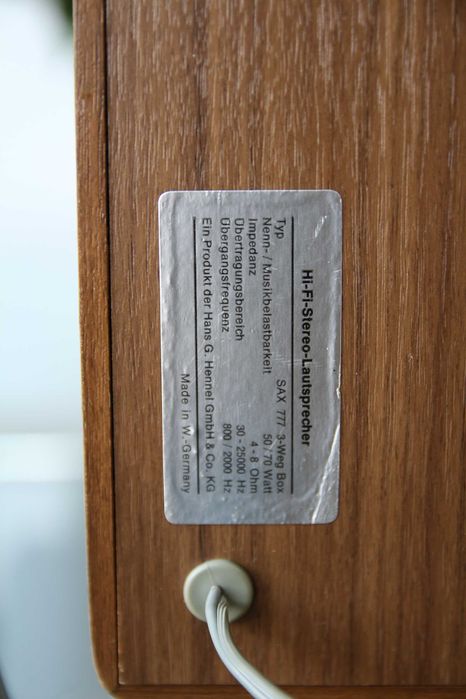 Hi-Fi-Stereo-Lautsprecher
Typ SAX 777 3-Weg Box
Nenn- / Musikbelastbarkeit 50 / 70 Watt
Impedanz 4 - 8 Ohm
Übertragungsbereich 30 - 25000 Hz
Übergangsfrequenz 800 / 2000 Hz
Ein Produkt der Hans G. Hennel GmbH & Co. KG
Made in W.-Germany